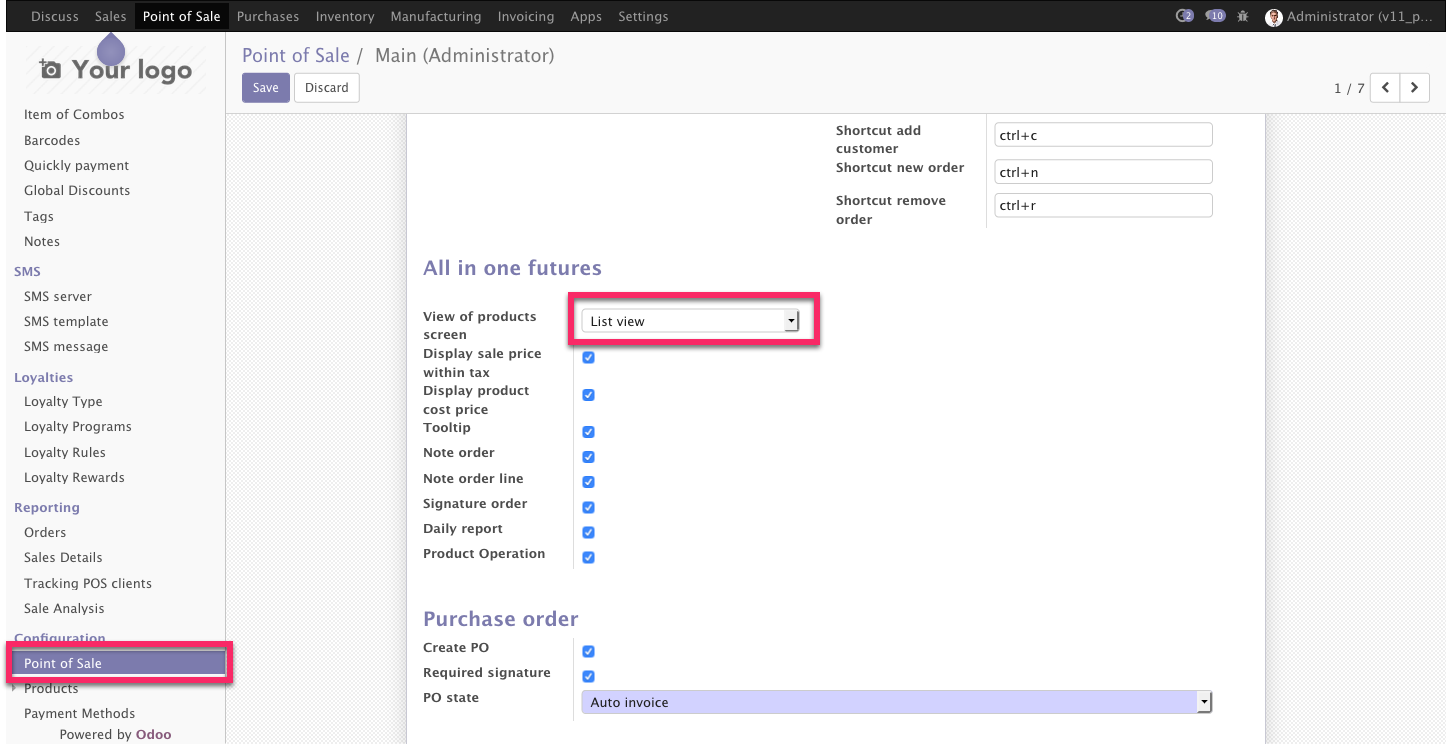 Discuss Sales Point of Sale Purchases Inventory Manufacturing Invoicing Apps Settings 2 10 Administrator (v11_p...
Your logo
Point of Sale / Main (Administrator)
Save Discard
1 / 7
Item of Combos
Barcodes
Quickly payment
Global Discounts
Tags
Notes
SMS
SMS server
SMS template
SMS message
Loyalties
Loyalty Type
Loyalty Programs
Loyalty Rules
Loyalty Rewards
Reporting
Orders
Sales Details
Tracking POS clients
Sale Analysis
Configuration
Point of Sale
Products
Payment Methods
Powered by Odoo
Shortcut add
customer
ctrl+c
Shortcut new order
ctrl+n
Shortcut remove
order
ctrl+r
All in one futures
View of products
screen
List view
Display sale price
within tax
Display product
cost price
Tooltip
Note order
Note order line
Signature order
Daily report
Product Operation
Purchase order
Create PO
Required signature
PO state
Auto invoice